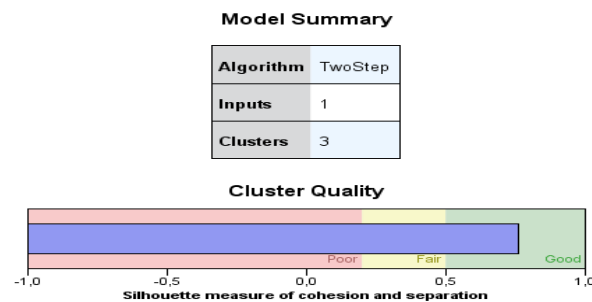 Model Summary
Algorithm TwoStep
Inputs 1
Clusters 3
Cluster Quality
Poor Fair Good
-1,0 -0,5 0,0 0,5 1,0
Silhouette measure of cohesion and separation